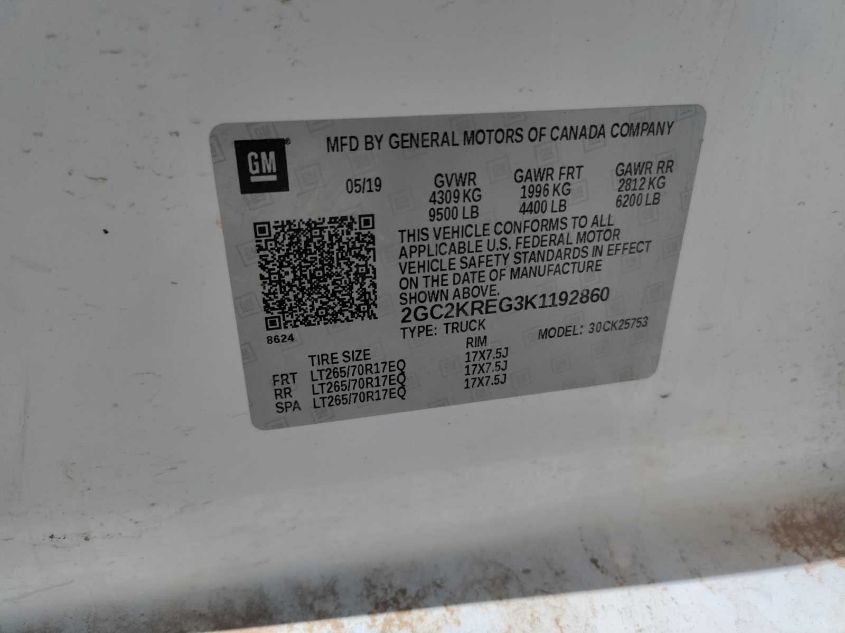 GM
MFD BY GENERAL MOTORS OF CANADA COMPANY
05/19 GVWR GAWR FRT GAWR RR
4309 KG 1996 KG 2812 KG
9500 LB 4400 LB 6200 LB
THIS VEHICLE CONFORMS TO ALL
APPLICABLE U.S. FEDERAL MOTOR
VEHICLE SAFETY STANDARDS IN EFFECT
ON THE DATE OF MANUFACTURE
SHOWN ABOVE.
2GC2KREG3K1192860
TYPE: TRUCK MODEL: 30CK25753
8624
TIRE SIZE RIM
FRT LT265/70R17EQ 17X7.5J
RR LT265/70R17EQ 17X7.5J
SPA LT265/70R17EQ 17X7.5J